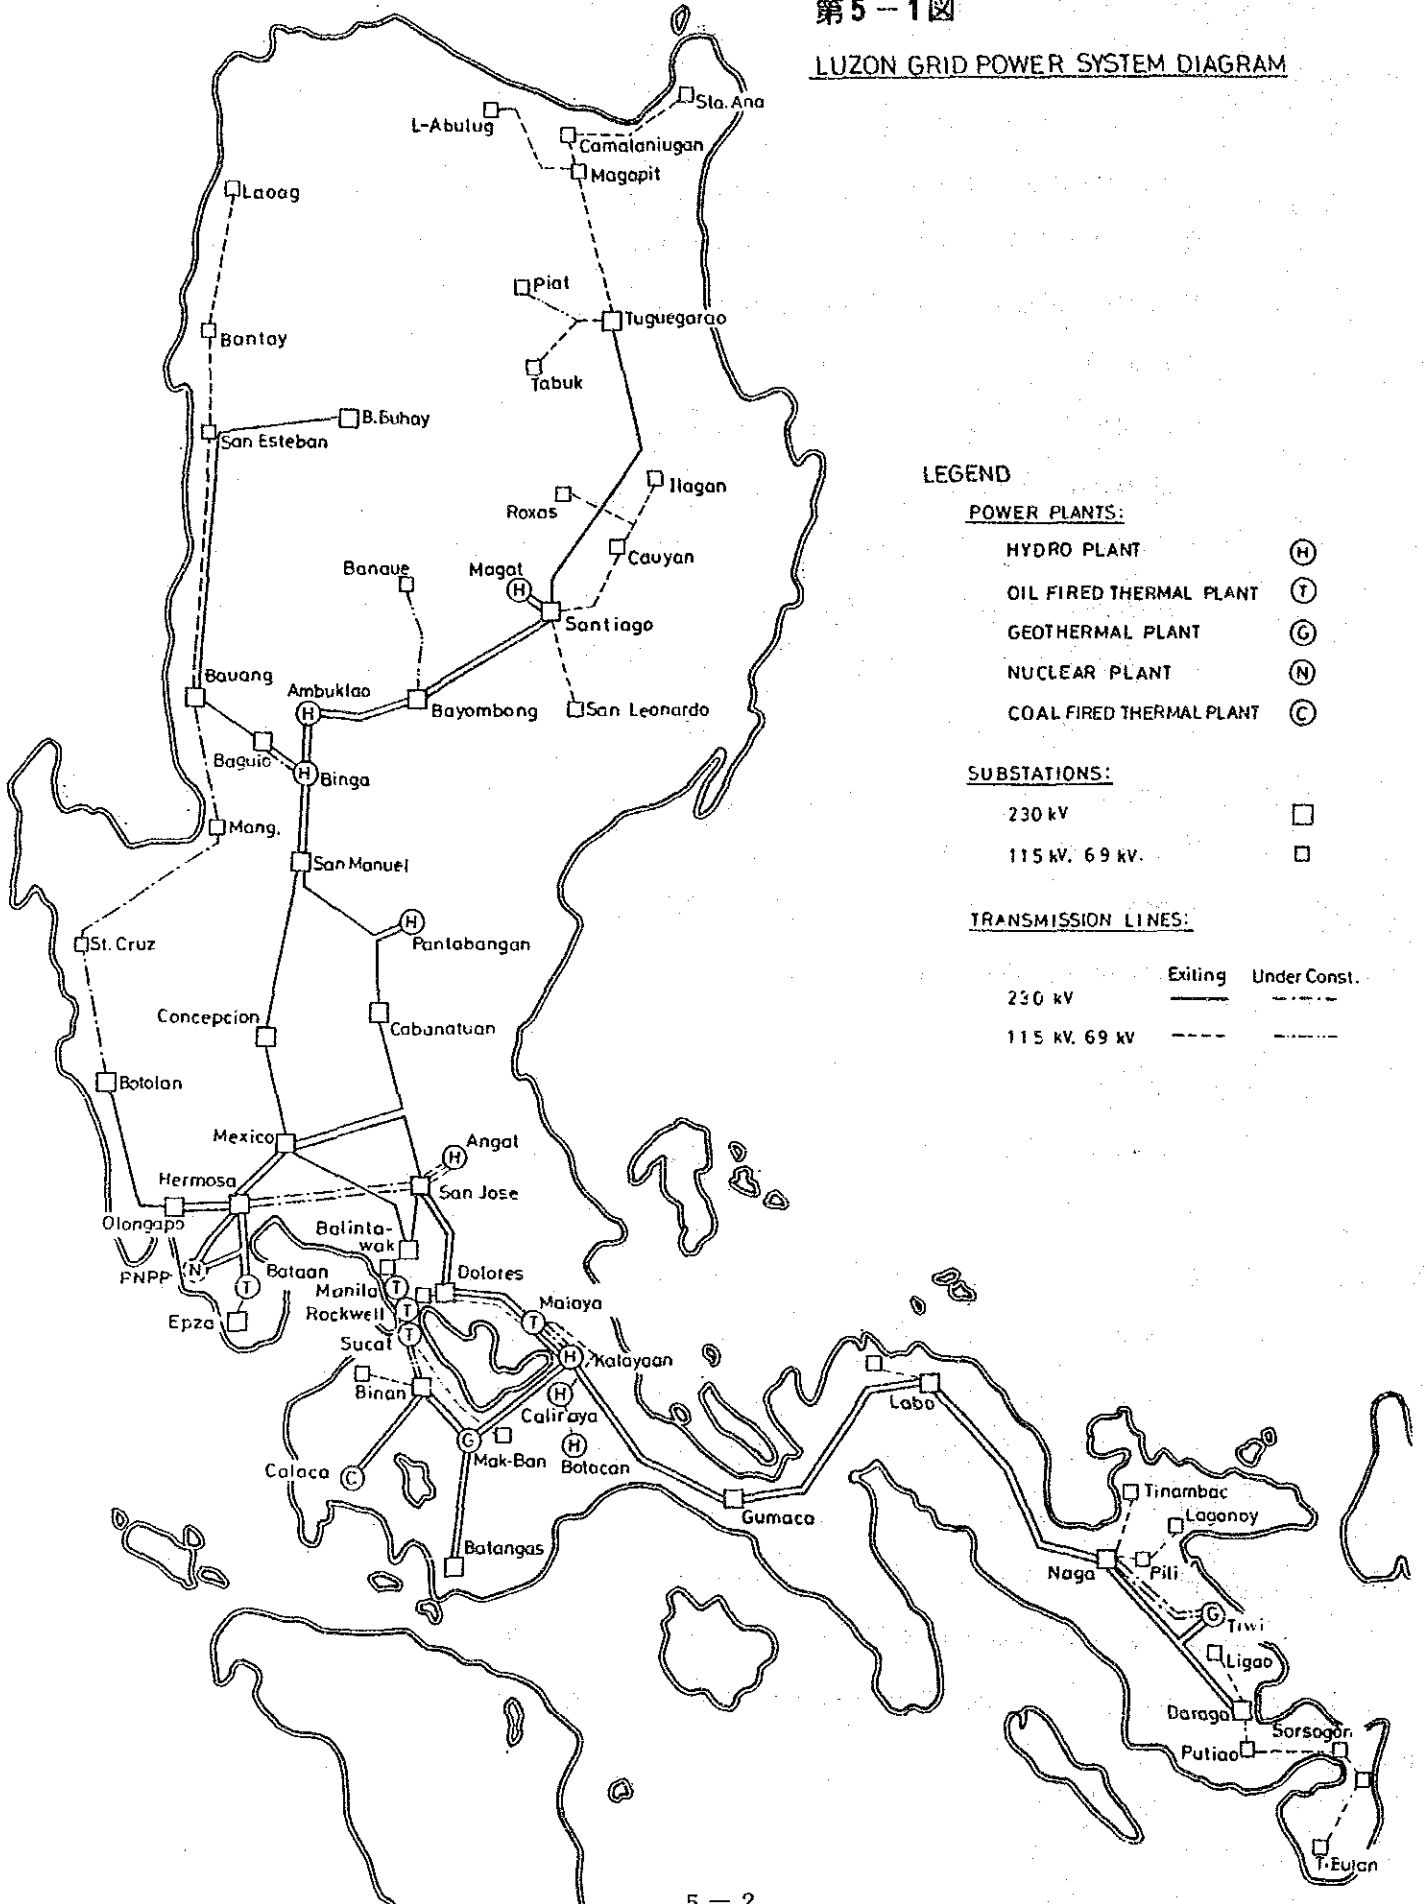 第5－1図
LUZON GRID POWER SYSTEM DIAGRAM
Sta. Ana
L-Abulug
Camalaniugan
Magapit
Laoag
Piat
Tuguegarao
Bantay
Tabuk
B.Buhay
San Esteban
Ilagan
Roxas
Cauyan
Banaue
Magat
H
Santiago
Bauang
Ambuklao
H
Bayombong
San Leonardo
Baguio
H
Binga
Mang.
San Manuel
H
Pantabangan
St. Cruz
Concepcion
Cabanatuan
Botolan
Mexico
Angat
H
Hermosa
San Jose
Olongapo
Balinta-
wak
PNPP
N
Bataan
T
Dolores
Manila
T
Malaya
T
Rockwell
T
Epza
Sucat
T
H
Kalayaan
Binan
H
Caliraya
Labo
G
Mak-Ban
H
Botacan
Calaca
C
Gumaca
Tinambac
Lagonoy
Batangas
Naga
Pili
G
Tiwi
Ligao
Daraga
Sorsogon
Putiao
T-Eulan
LEGEND
POWER PLANTS:
HYDRO PLANT H
OIL FIRED THERMAL PLANT T
GEOTHERMAL PLANT G
NUCLEAR PLANT N
COAL FIRED THERMAL PLANT C
SUBSTATIONS:
230 kV
115 kV. 69 kV.
TRANSMISSION LINES:
Exiting Under Const.
230 kV
115 kV. 69 kV
5－2